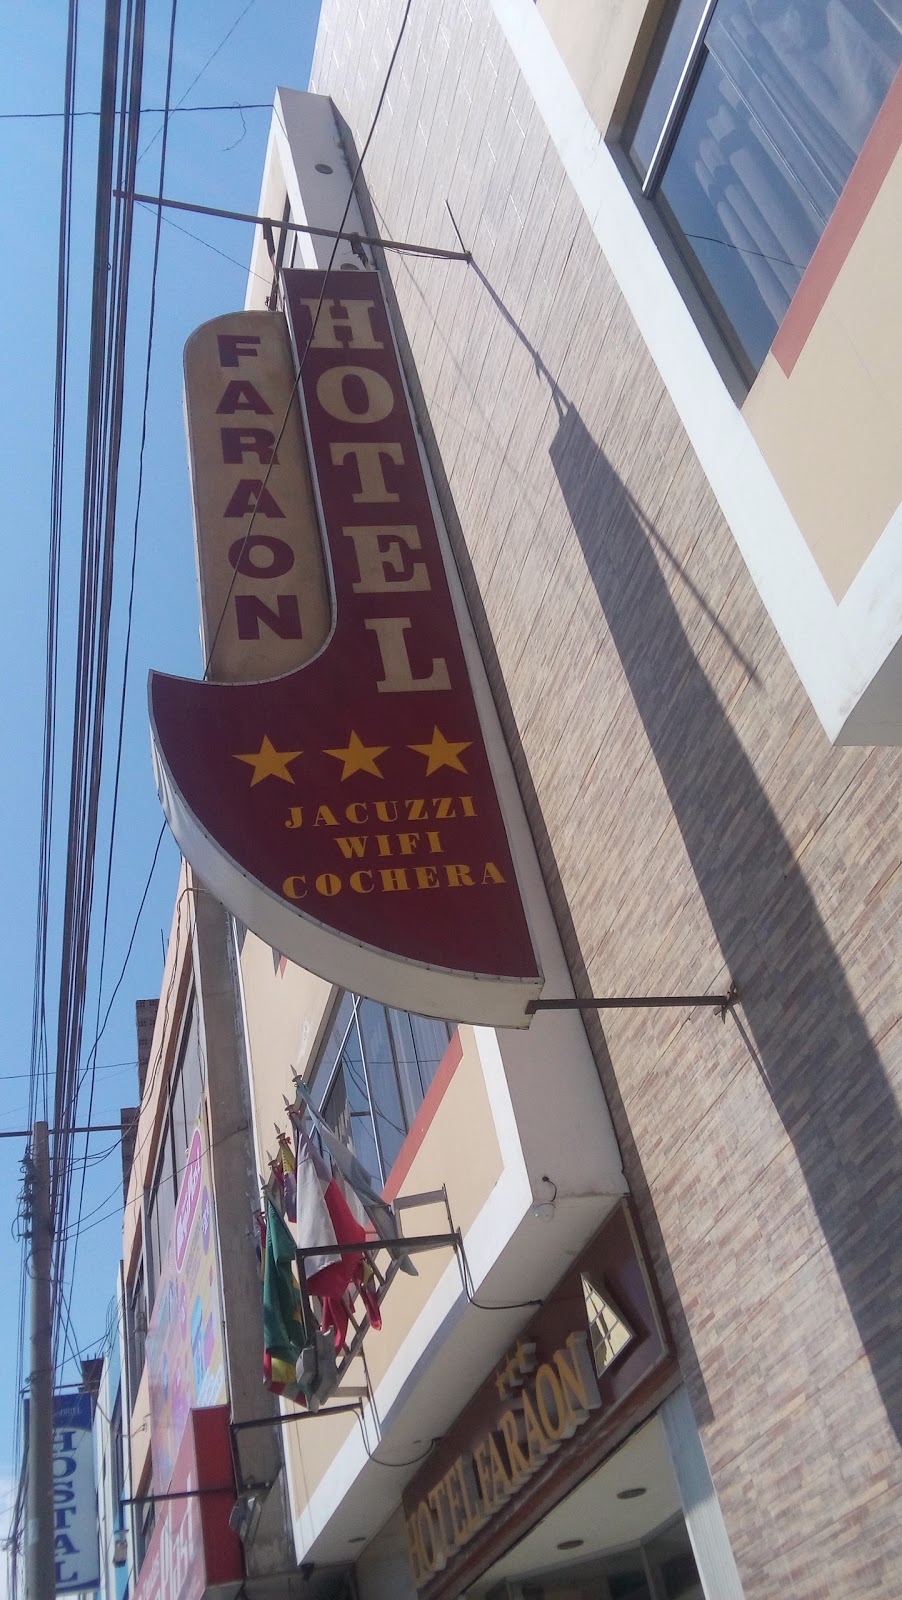 HOTEL
FARAON
JACUZZI
WIFI
COCHERA
HOTEL FARAON
HOSTAL